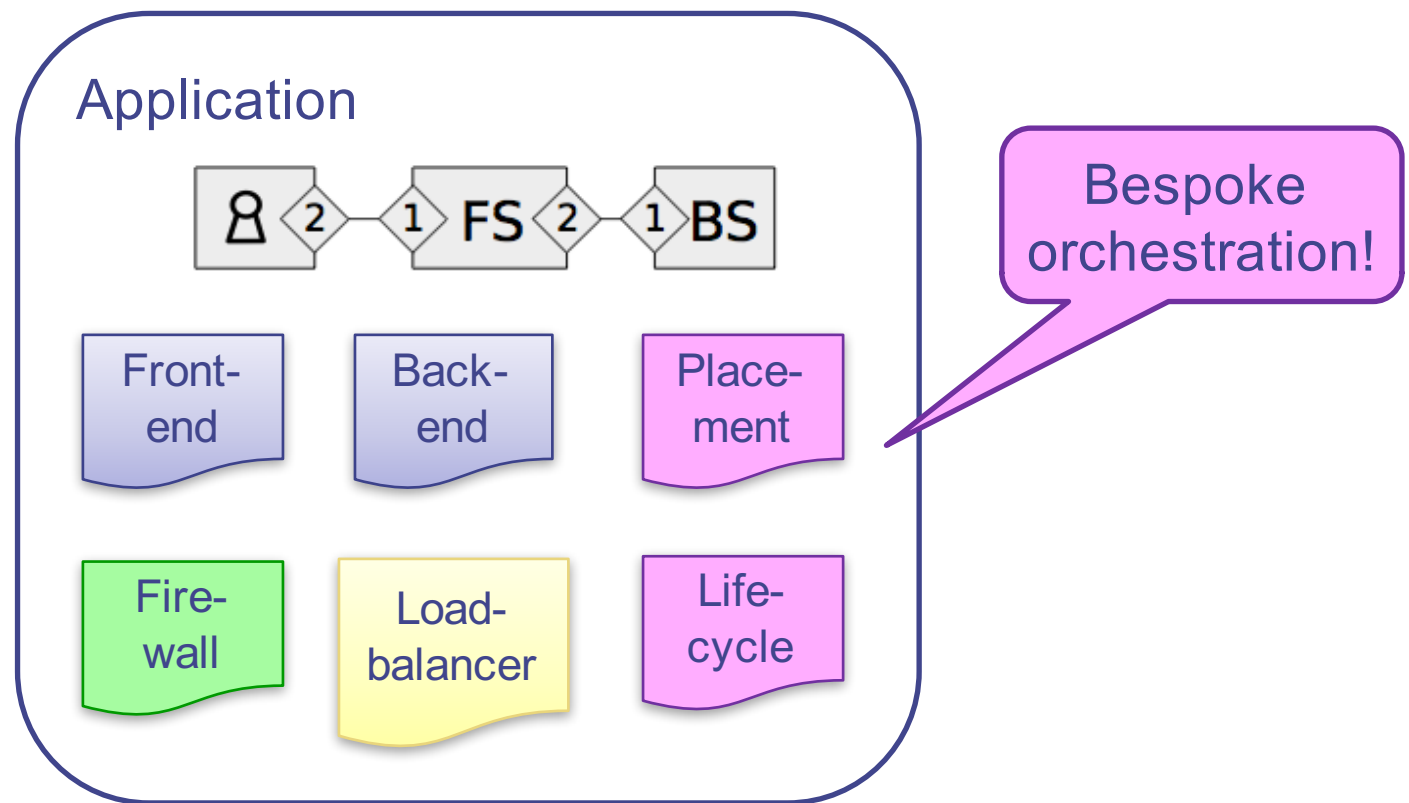 Application
2 1 FS 2 1 BS
Bespoke
orchestration!
Front-
end
Back-
end
Place-
ment
Fire-
wall
Load-
balancer
Life-
cycle